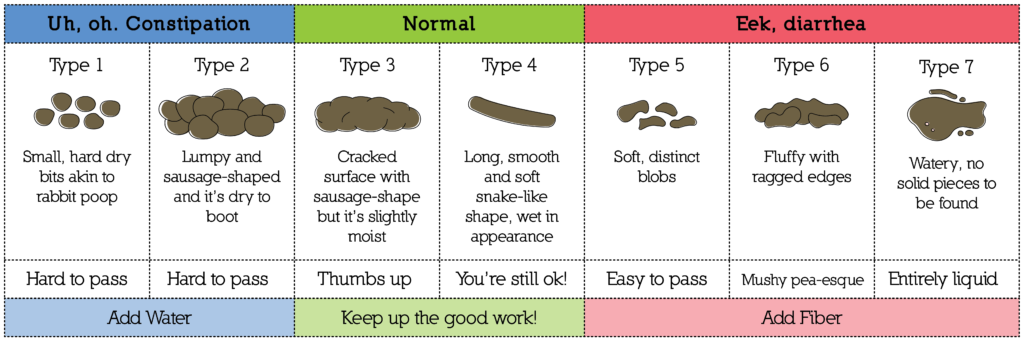 Uh, oh. Constipation
Normal
Eek, diarrhea
Type 1
Type 2
Type 3
Type 4
Type 5
Type 6
Type 7
Small, hard dry
bits akin to
rabbit poop
Lumpy and
sausage-shaped
and it's dry to
boot
Cracked
surface with
sausage-shape
but it's slightly
moist
Long, smooth
and soft
snake-like
shape, wet in
appearance
Soft, distinct
blobs
Fluffy with
ragged edges
Watery, no
solid pieces to
be found
Hard to pass
Hard to pass
Thumbs up
You're still ok!
Easy to pass
Mushy pea-esque
Entirely liquid
Add Water
Keep up the good work!
Add Fiber